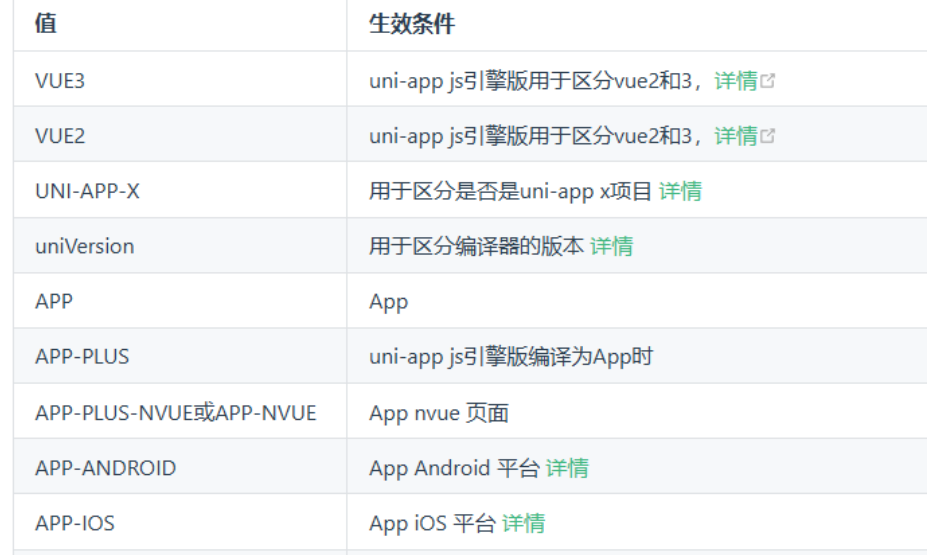 值 生效条件
VUE3 uni-app js引擎版用于区分vue2和3，详情
VUE2 uni-app js引擎版用于区分vue2和3，详情
UNI-APP-X 用于区分是否是uni-app x项目 详情
uniVersion 用于区分编译器的版本 详情
APP App
APP-PLUS uni-app js引擎版编译为App时
APP-PLUS-NVUE或APP-NVUE App nvue 页面
APP-ANDROID App Android 平台 详情
APP-IOS App iOS 平台 详情